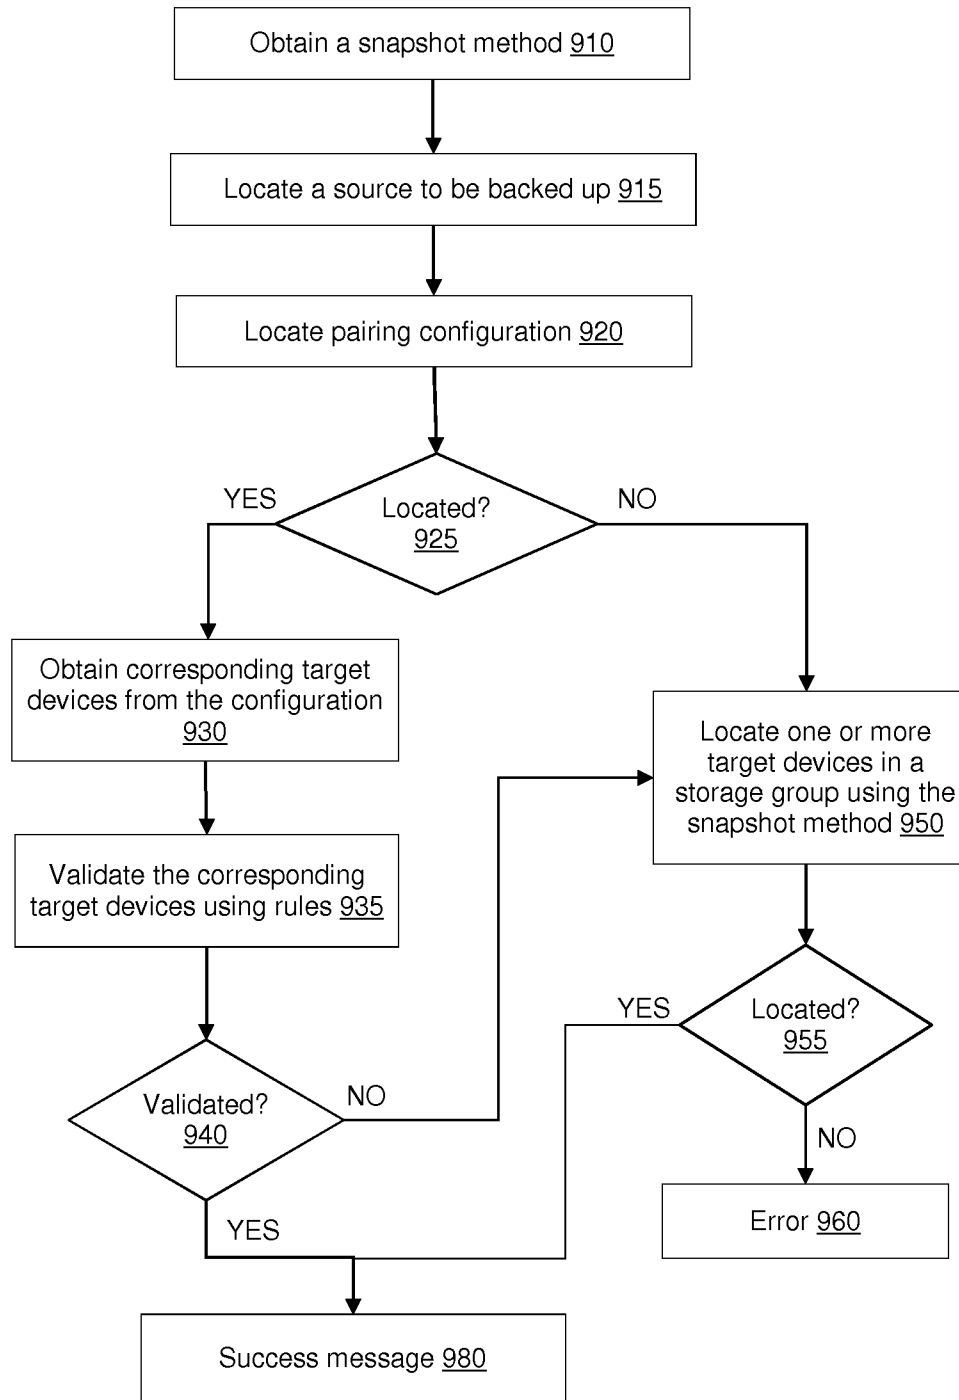 Obtain a snapshot method 910
Locate a source to be backed up 915
Locate pairing configuration 920
YES
Located?
925
NO
Obtain corresponding target
devices from the configuration
930
Locate one or more
target devices in a
storage group using the
snapshot method 950
Validate the corresponding
target devices using rules 935
YES
Located?
955
Validated?
940
NO
NO
Error 960
YES
Success message 980